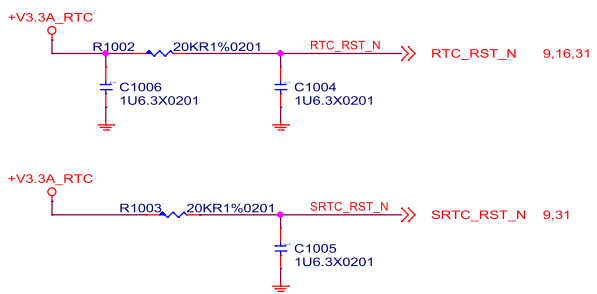 +V3.3A_RTC
R1002 20KR1%0201 RTC_RST_N RTC_RST_N 9,16,31
C1006 C1004
1U6.3X0201 1U6.3X0201
+V3.3A_RTC
R1003 20KR1%0201 SRTC_RST_N SRTC_RST_N 9,31
C1005
1U6.3X0201